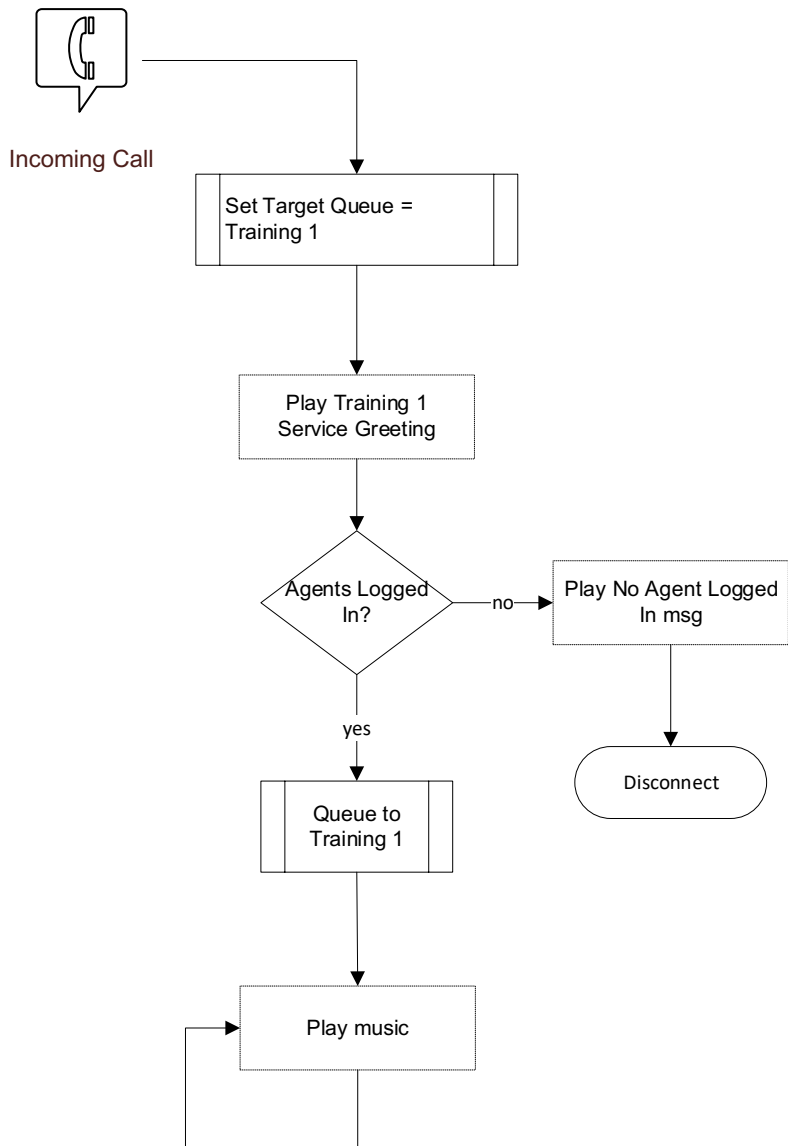 Incoming Call
Set Target Queue =
Training 1
Play Training 1
Service Greeting
Agents Logged
In?
no
Play No Agent Logged
In msg
yes
Disconnect
Queue to
Training 1
Play music